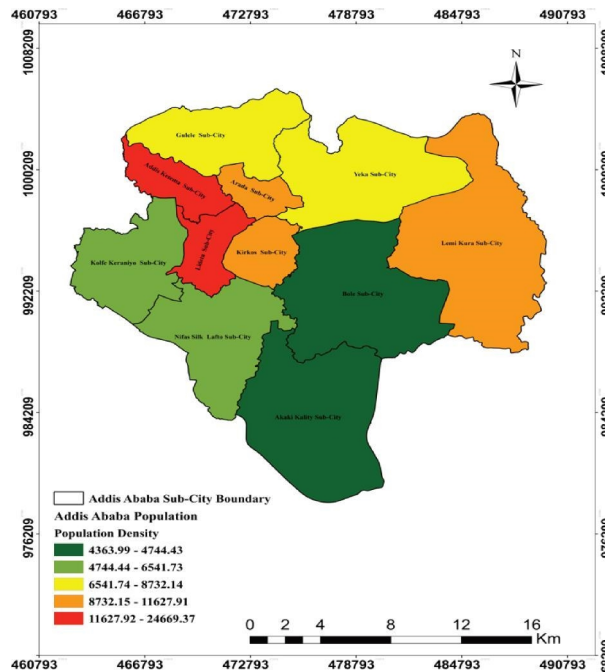 460793 466793 472793 478793 484793 490793
1008209
N
Gulele Sub-City
1000209
Addis Ketema Sub-City
Arada Sub-City
Yeka Sub-City
Lideta Sub-City
Kirkos Sub-City
Lemi Kura Sub-City
Kolfe Keraniyo Sub-City
992209
Bole Sub-City
Nifas Silk Lafto Sub-City
984209 984209
Akaki Kality Sub-City
Addis Ababa Sub-City Boundary
Addis Ababa Population
Population Density
976209 976209
4363.99 - 4744.43
4744.44 - 6541.73
6541.74 - 8732.14
8732.15 - 11627.91
11627.92 - 24669.37
0 2 4 8 12 16
Km
460793 466793 472793 478793 484793 490793